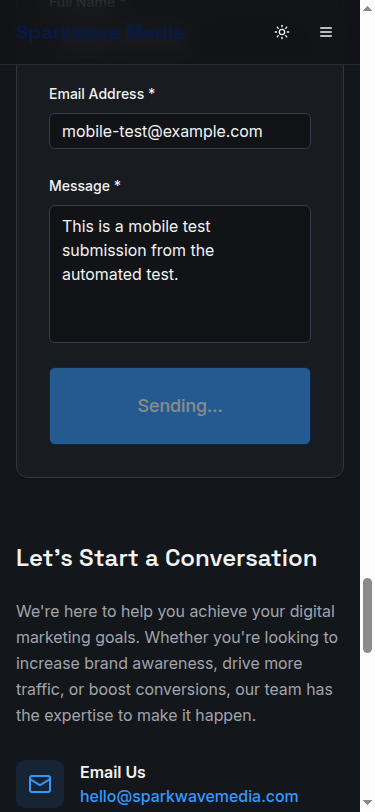 Full Name *
Sparkwave Media
Email Address *
mobile-test@example.com
Message *
This is a mobile test
submission from the
automated test.
Sending...
Let's Start a Conversation
We're here to help you achieve your digital
marketing goals. Whether you're looking to
increase brand awareness, drive more
traffic, or boost conversions, our team has
the expertise to make it happen.
Email Us
hello@sparkwavemedia.com